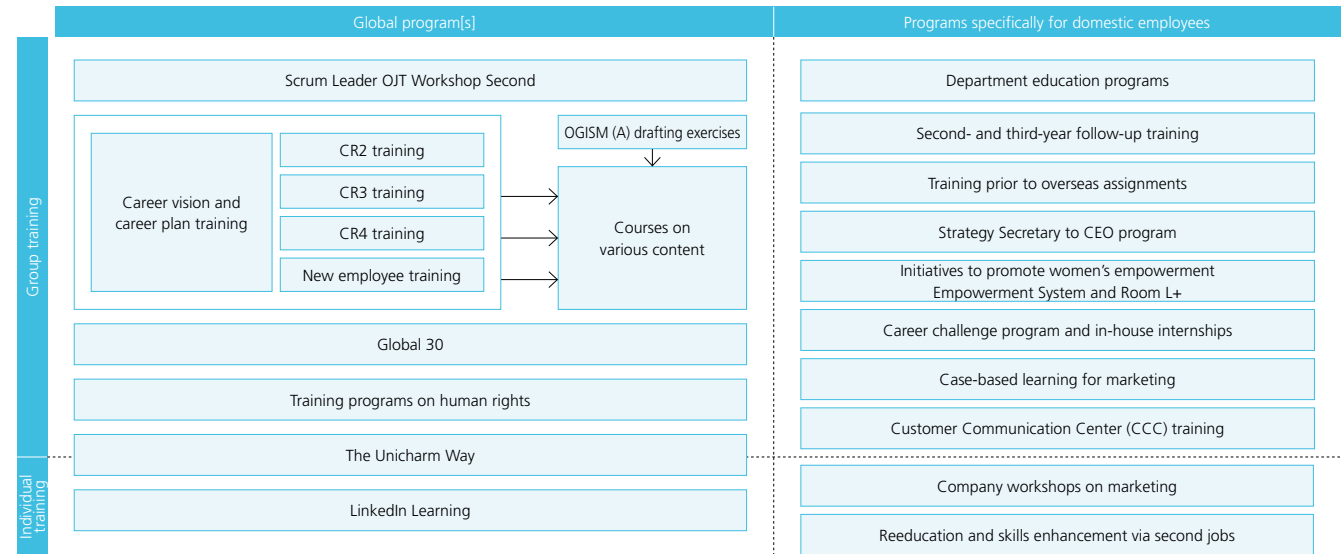 Global program[s]
Programs specifically for domestic employees
Group training
Scrum Leader OJT Workshop Second
Career vision and
career plan training
CR2 training
CR3 training
CR4 training
New employee training
OGISM (A) drafting exercises
Courses on
various content
Global 30
Training programs on human rights
The Unicharm Way
Department education programs
Second- and third-year follow-up training
Training prior to overseas assignments
Strategy Secretary to CEO program
Initiatives to promote women's empowerment
Empowerment System and Room L+
Career challenge program and in-house internships
Case-based learning for marketing
Customer Communication Center (CCC) training
Individual
training
LinkedIn Learning
Company workshops on marketing
Reeducation and skills enhancement via second jobs